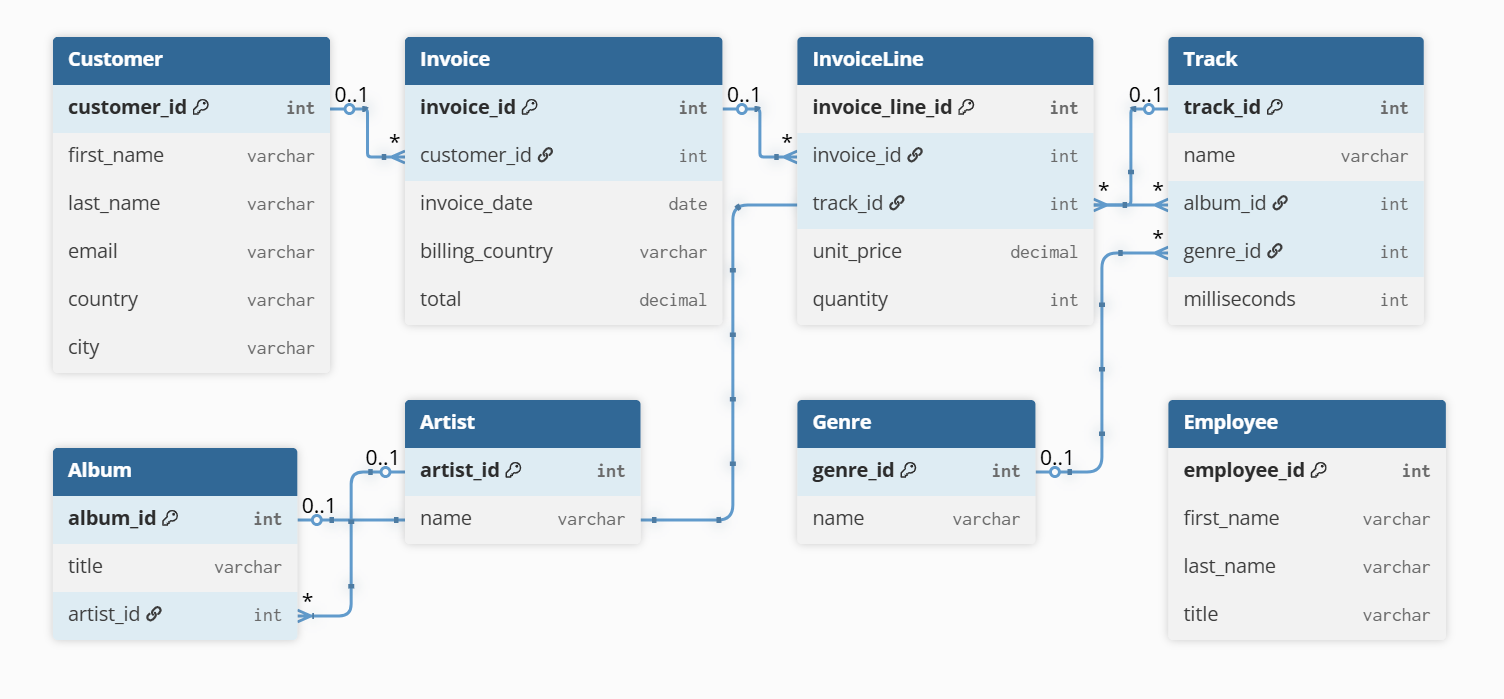 Customer
customer_id int
first_name varchar
last_name varchar
email varchar
country varchar
city varchar
0..1
*
Invoice
invoice_id int
customer_id int
invoice_date date
billing_country varchar
total decimal
0..1
*
InvoiceLine
invoice_line_id int
invoice_id int
track_id int
unit_price decimal
quantity int
*
0..1
*
*
Track
track_id int
name varchar
album_id int
genre_id int
milliseconds int
Album
album_id int
title varchar
artist_id int
0..1
*
0..1
Artist
artist_id int
name varchar
Genre
genre_id int
name varchar
0..1
Employee
employee_id int
first_name varchar
last_name varchar
title varchar